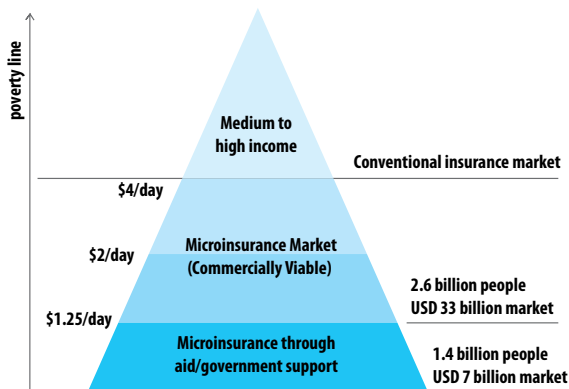 poverty line
Medium to
high income
Conventional insurance market
$4/day
Microinsurance Market
(Commercially Viable)
$2/day
2.6 billion people
USD 33 billion market
$1.25/day
Microinsurance through
aid/government support
1.4 billion people
USD 7 billion market